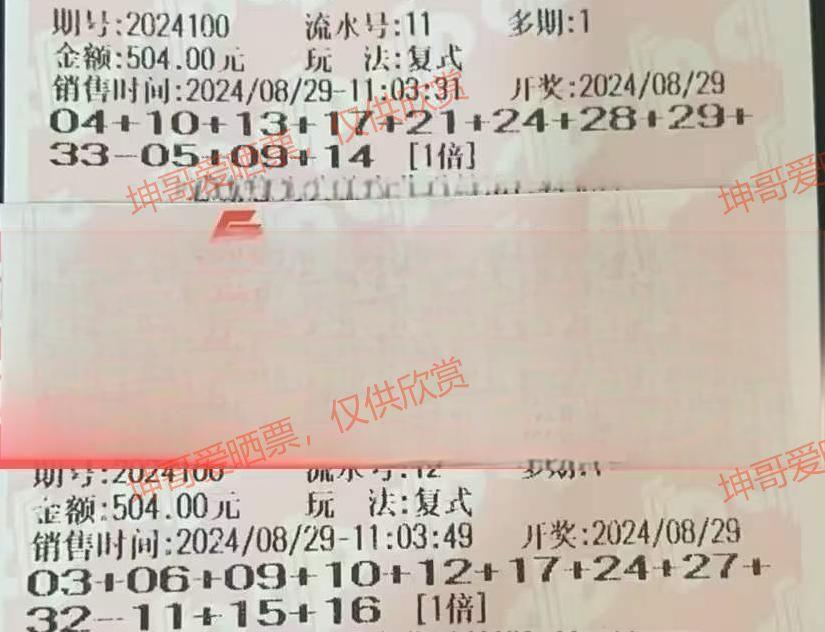 期号:2024100 流水号:11 多期:1
金额:504.00元 玩 法:复式
销售时间:2024/08/29-11:03:31 开奖:2024/08/29
04+10+13+17+21+24+28+29+
33-05+09+14 [1倍]
坤哥爱晒票，仅供欣赏
坤哥爱
坤哥爱晒票，仅供欣赏
坤哥爱晒
期号:2024100 流水号:12
金额:504.00元 玩 法:复式
销售时间:2024/08/29-11:03:49 开奖:2024/08/29
03+06+09+10+12+17+24+27+
32-11+15+16 [1倍]